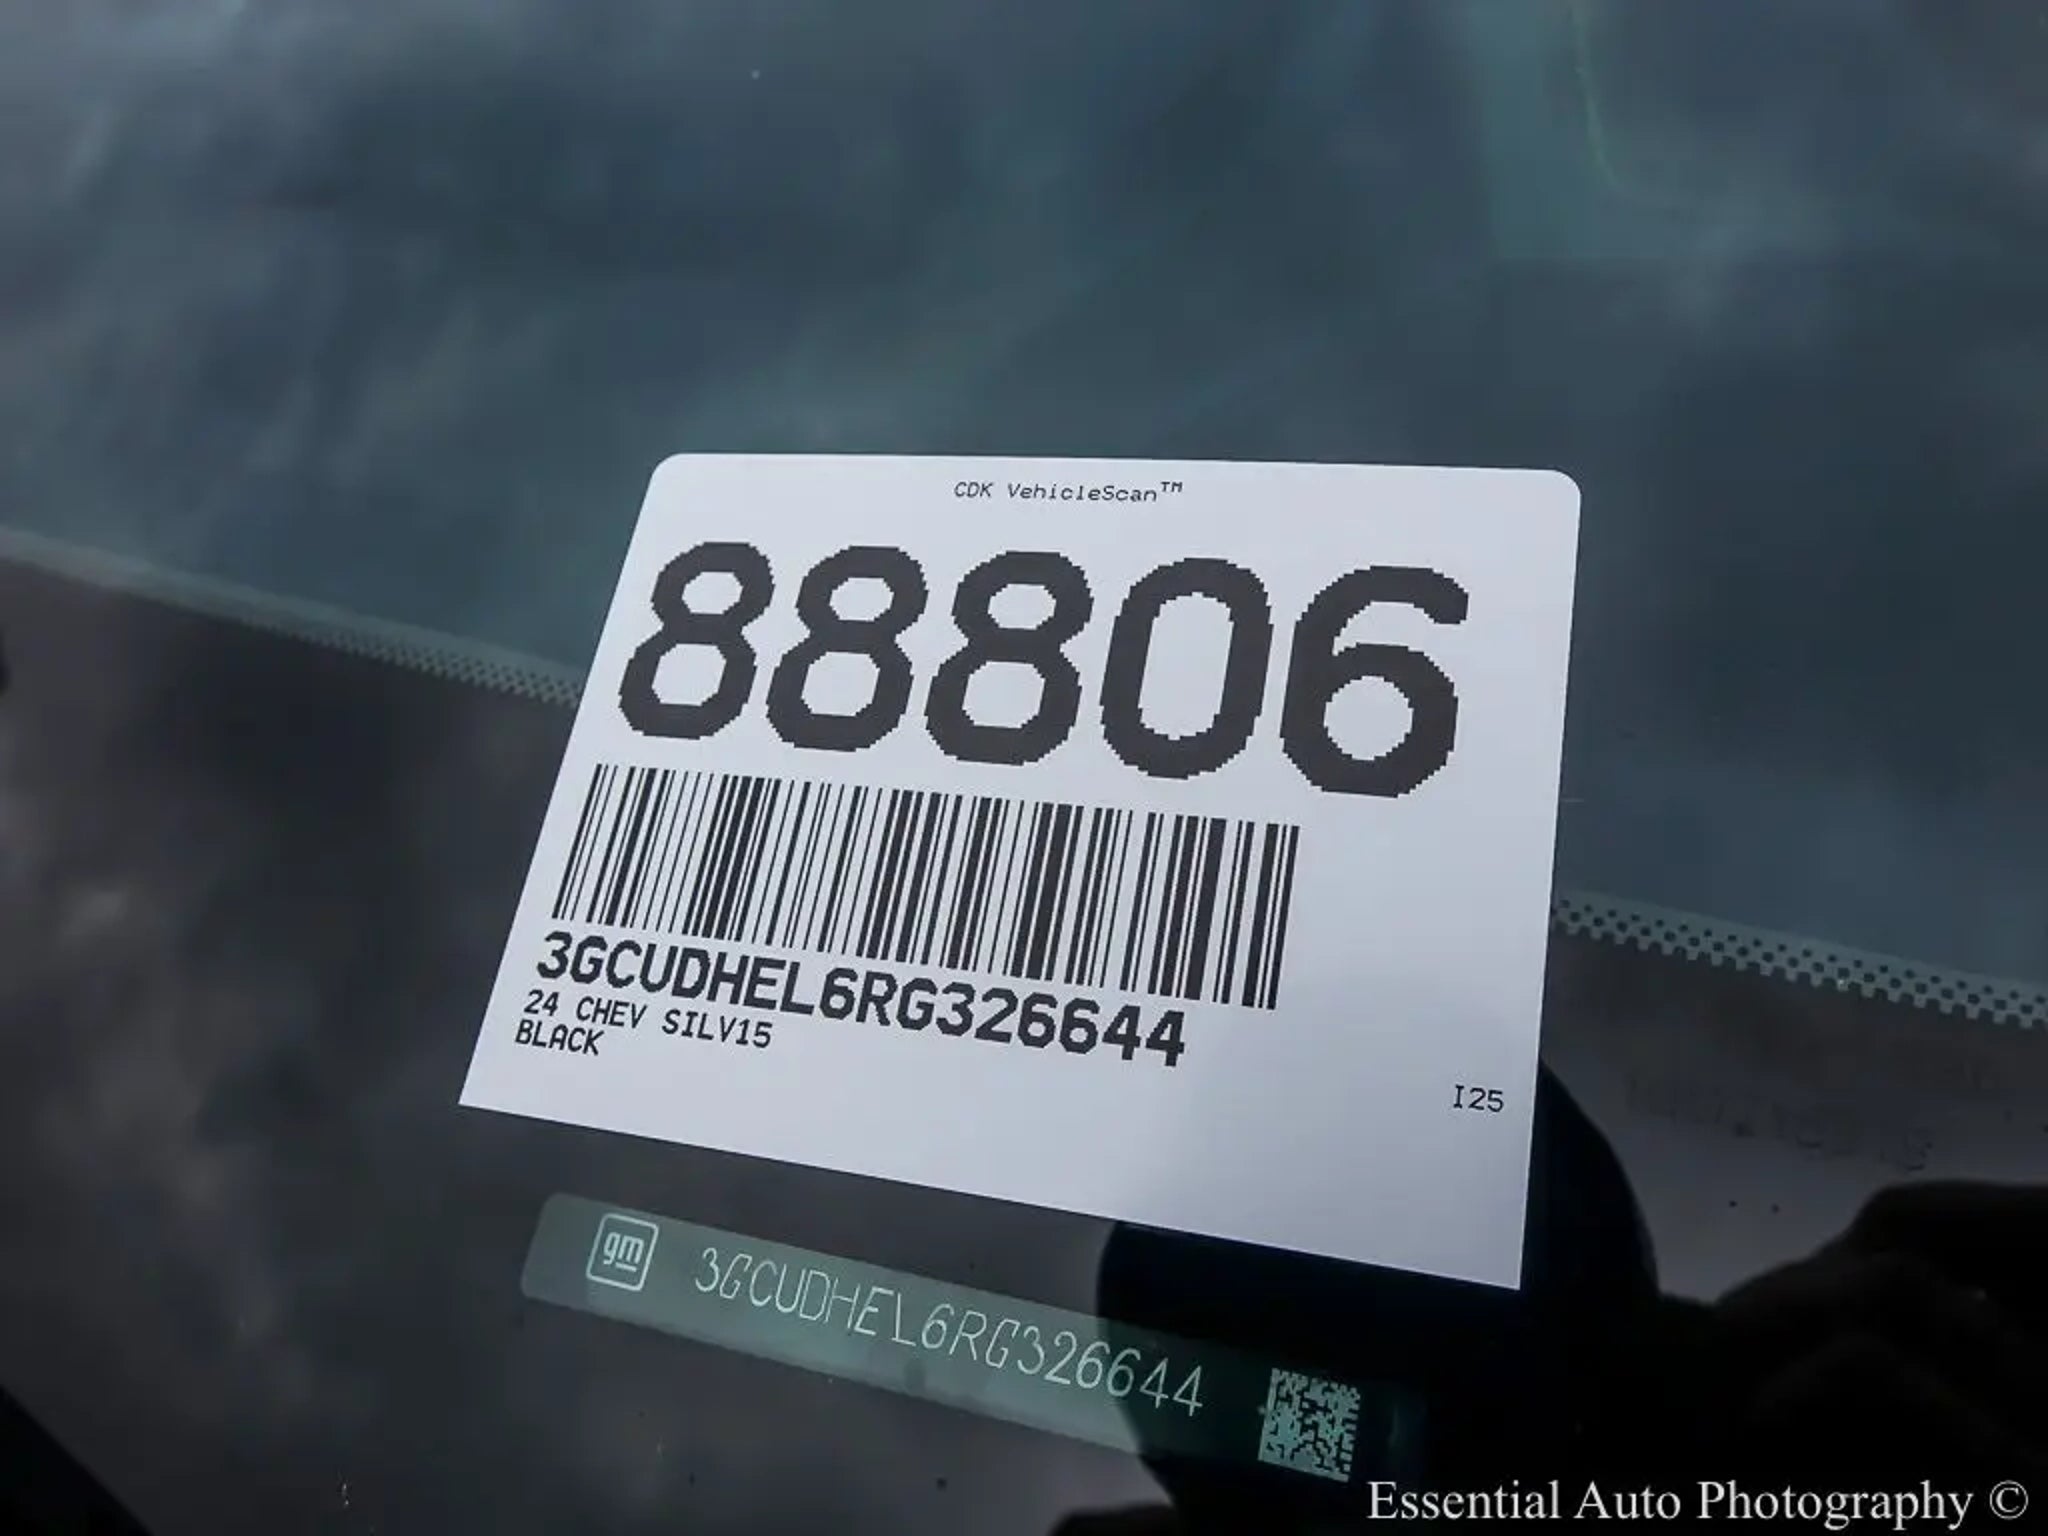 CDK VehicleScan™
88806
3GCUDHEL6RG326644
24 CHEV SILV15
BLACK
I25
gm 3GCUDHEL6RG326644
Essential Auto Photography ©